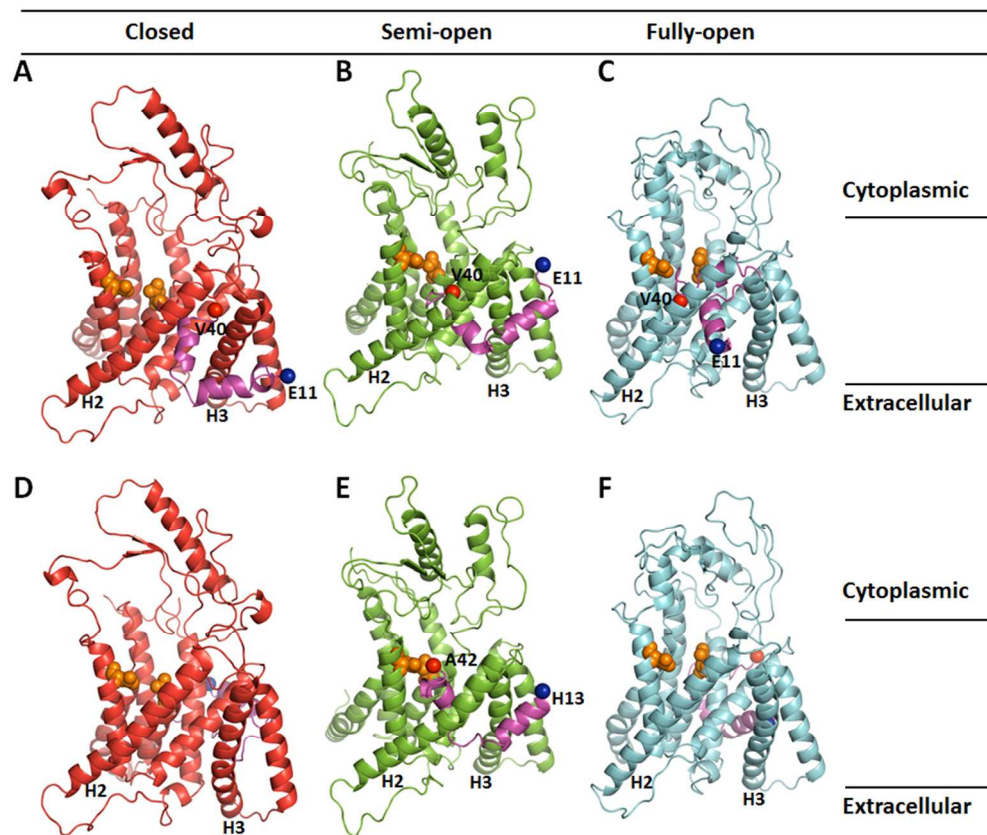 Closed Semi-open Fully-open
A B C
Cytoplasmic
V40 E11
V40 E11
V40 E11
H2 H3
H2 H3
H2 H3
Extracellular
D E F
Cytoplasmic
A42 H13
H2 H3
H2 H3
H2 H3
Extracellular